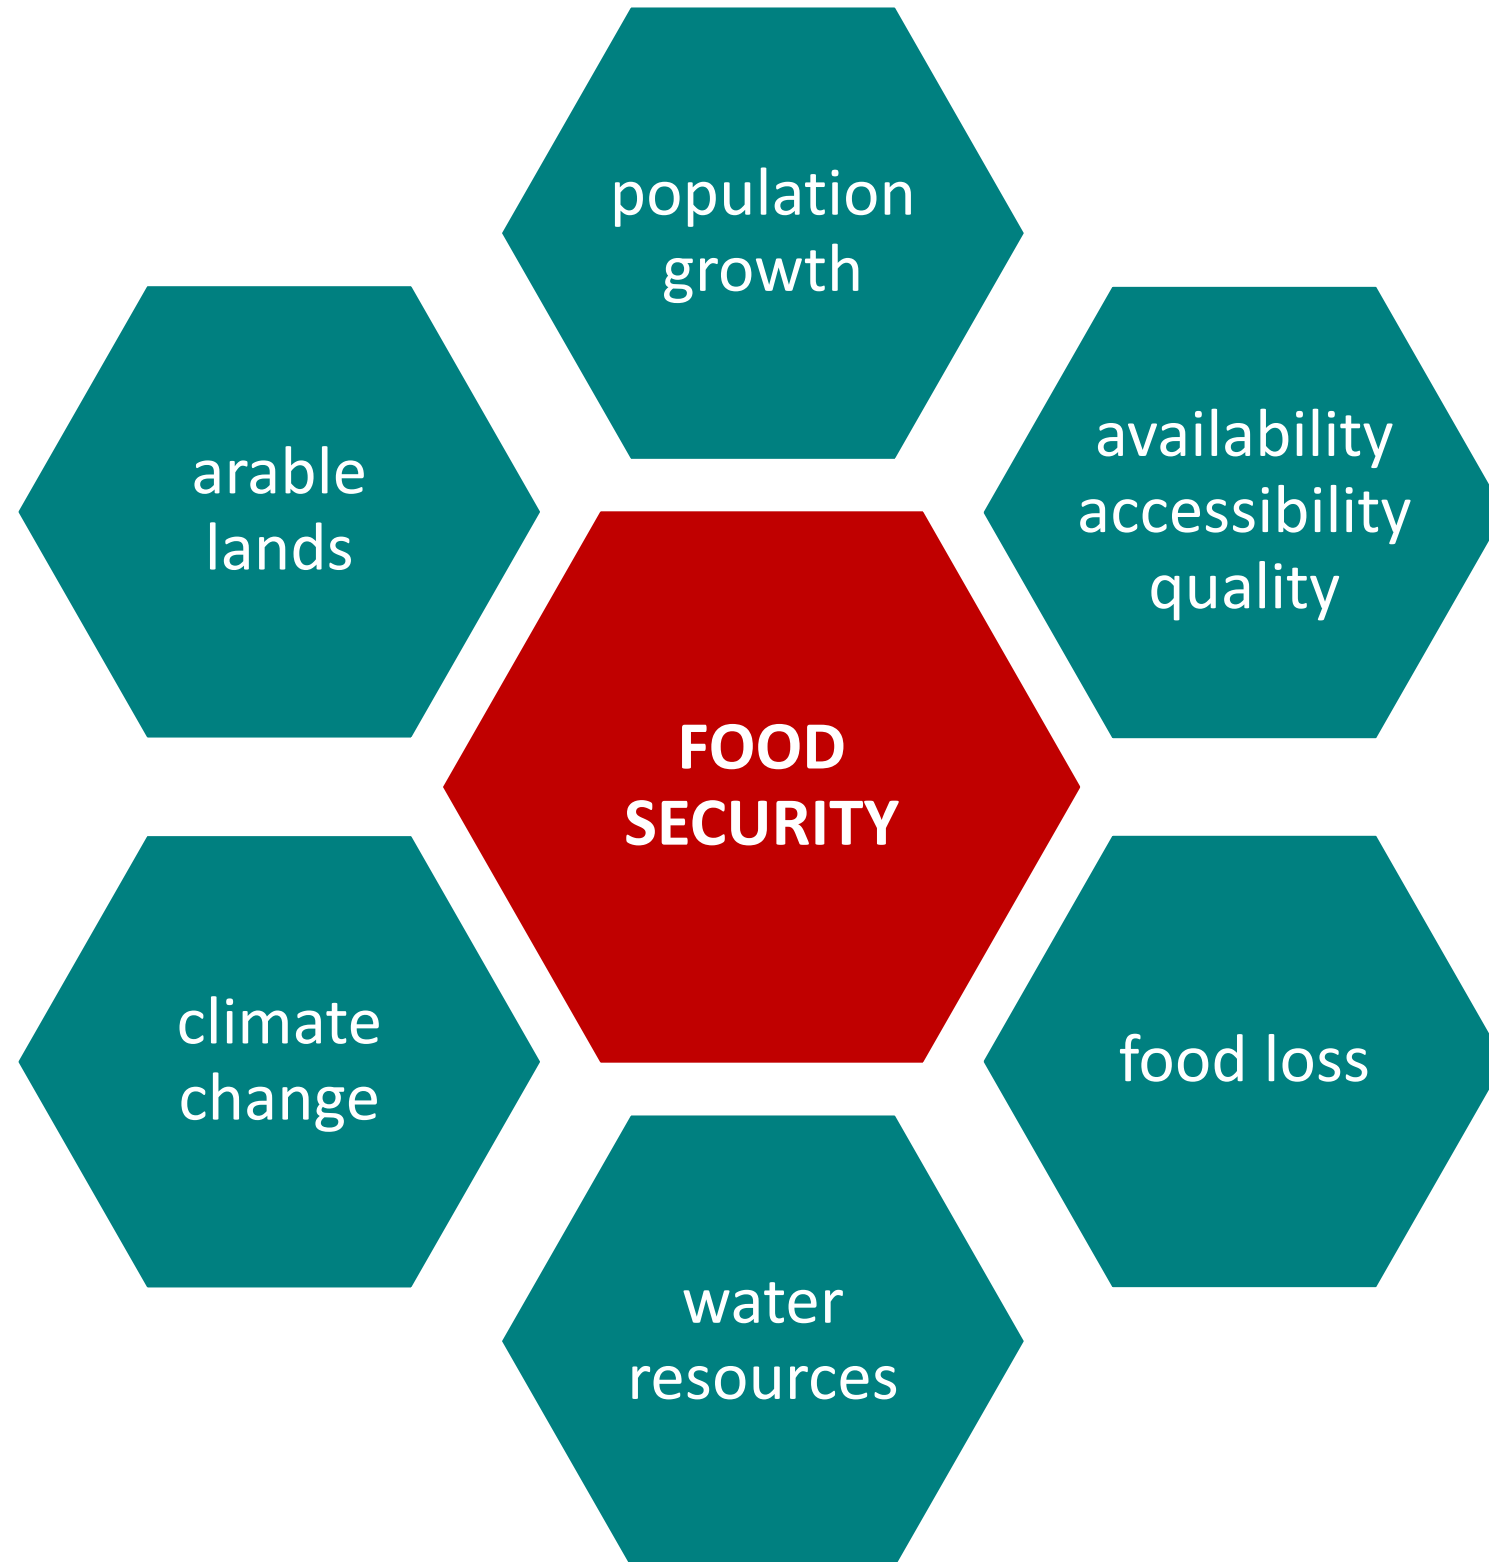 population
growth
availability
accessibility
quality
arable
lands
FOOD
SECURITY
climate
change
food loss
water
resources